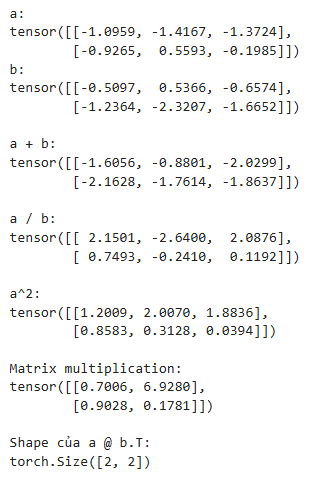 a:
tensor([[-1.0959, -1.4167, -1.3724],
        [-0.9265,  0.5593, -0.1985]])
b:
tensor([[-0.5097,  0.5366, -0.6574],
        [-1.2364, -2.3207, -1.6652]])

a + b:
tensor([[-1.6056, -0.8801, -2.0299],
        [-2.1628, -1.7614, -1.8637]])

a / b:
tensor([[ 2.1501, -2.6400,  2.0876],
        [ 0.7493, -0.2410,  0.1192]])

a^2:
tensor([[1.2009, 2.0070, 1.8836],
        [0.8583, 0.3128, 0.0394]])

Matrix multiplication:
tensor([[0.7006, 6.9280],
        [0.9028, 0.1781]])

Shape của a @ b.T:
torch.Size([2, 2])